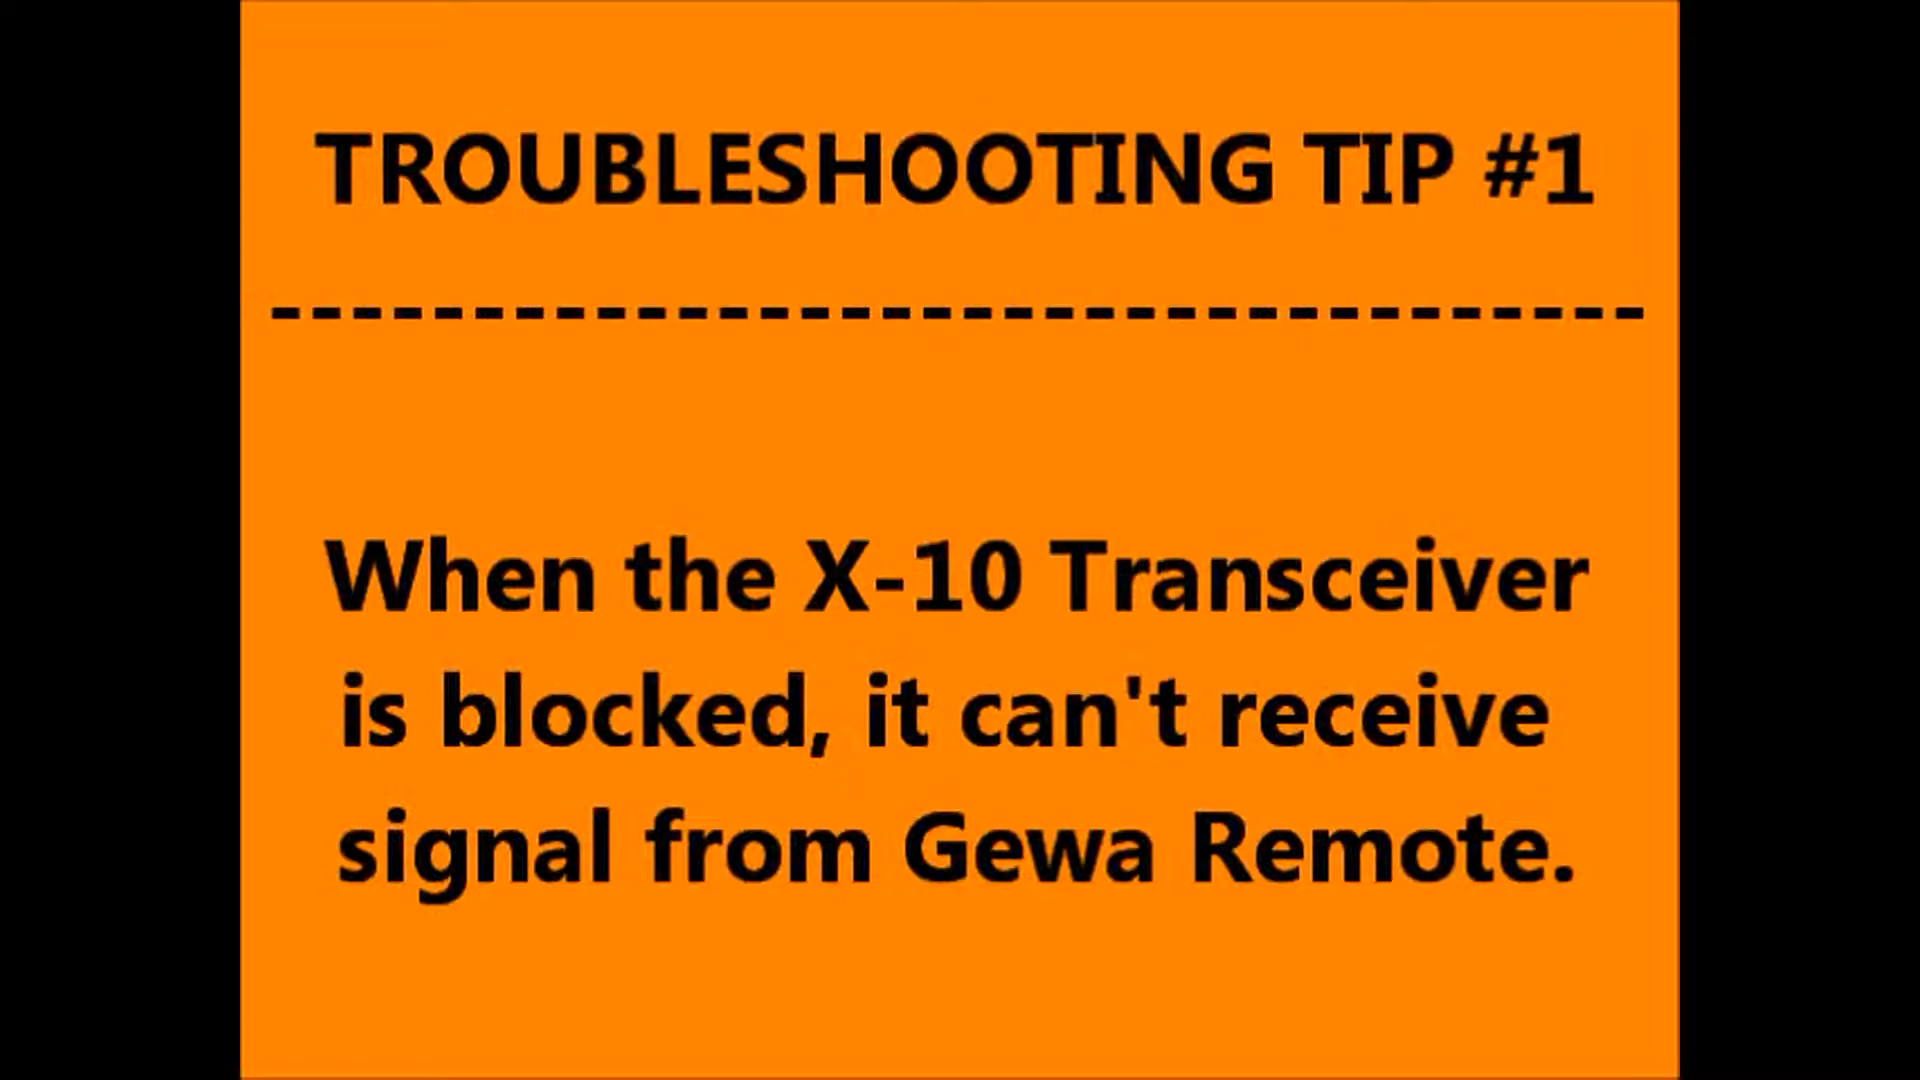 TROUBLESHOOTING TIP #1
----------------------------------
When the X-10 Transceiver
is blocked, it can't receive
signal from Gewa Remote.